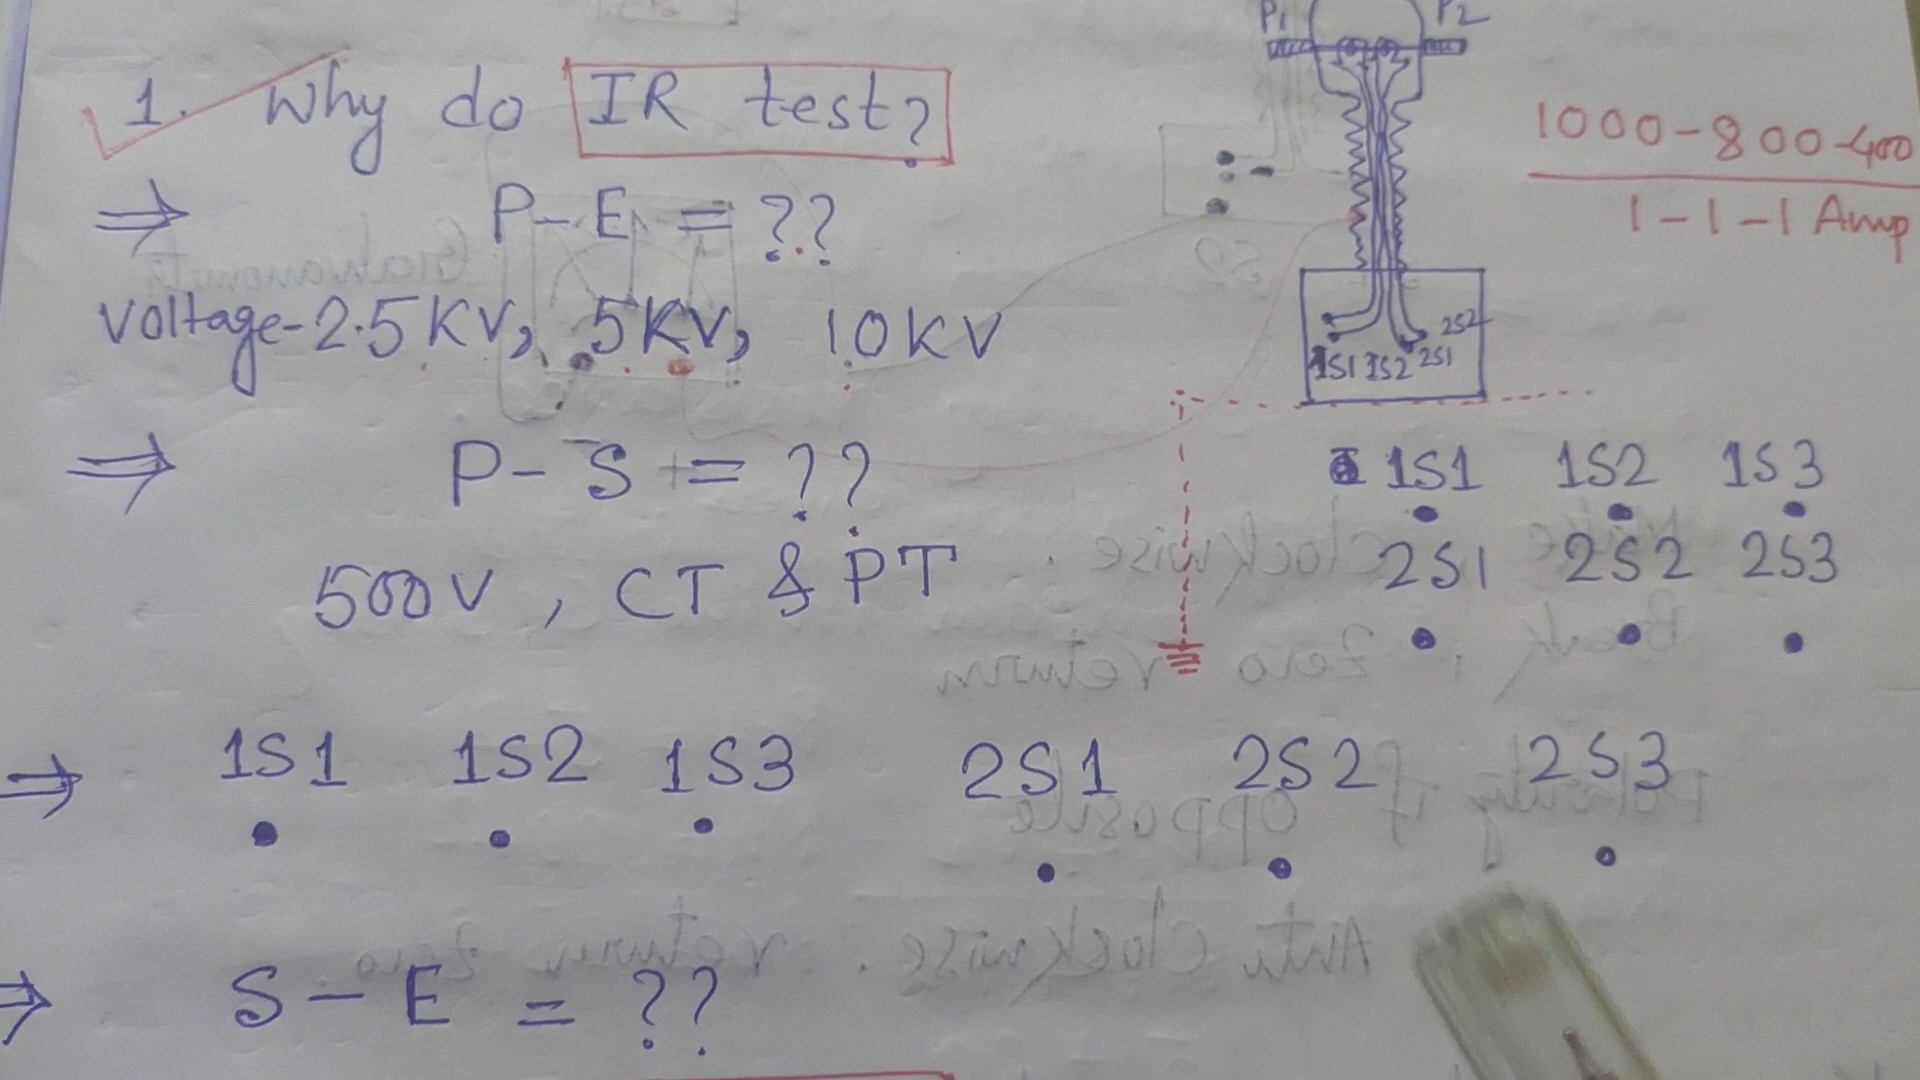 P1 P2
1. Why do IR test?
1000-800-400
1-1-1 Amp
⇒ P-E = ??
Voltage-2.5KV, 5KV, 10KV
1S1 1S2 2S1 2S2
⇒ P-S = ??
1S1 1S2 1S3
2S1 2S2 2S3
500V, CT & PT
⇒ 1S1 1S2 1S3 2S1 2S2 2S3
⇒ S-E = ??